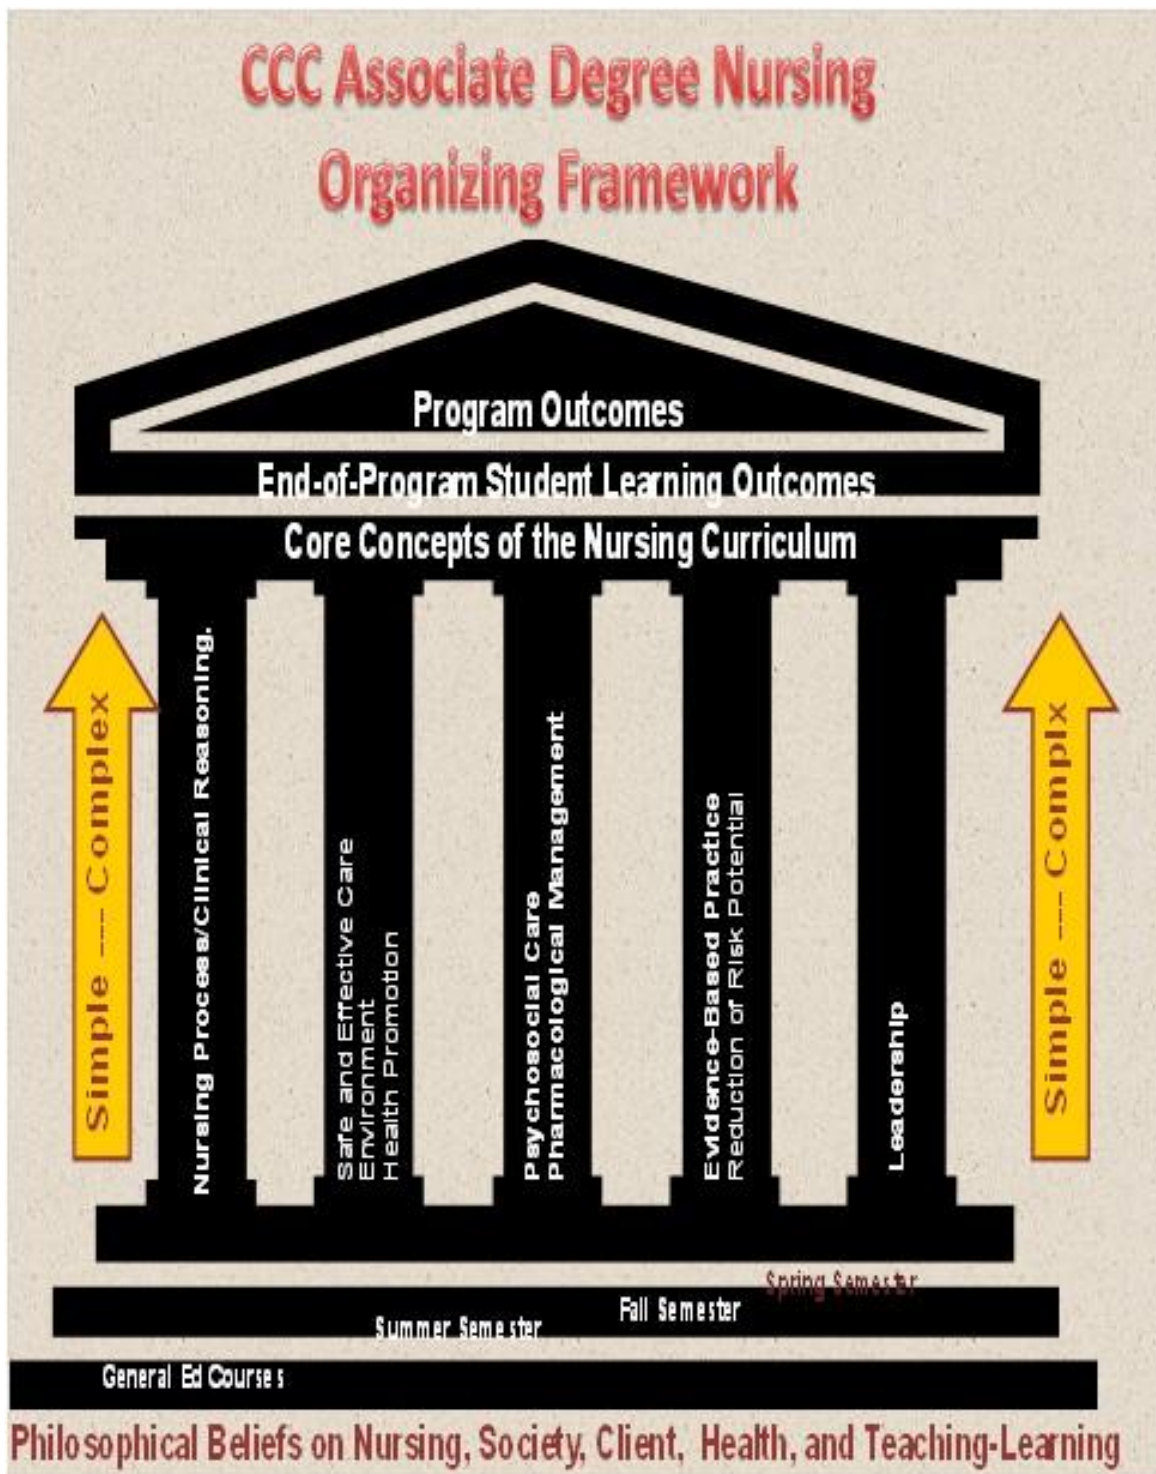 CCC Associate Degree Nursing
Organizing Framework
Program Outcomes
End-of-Program Student Learning Outcomes
Core Concepts of the Nursing Curriculum
Simple ---- Complex
Nursing Process/Clinical Reasoning.
Safe and Effective Care
Environment
Health Promotion
Psychosocial Care
Pharmacological Management
Evidence-Based Practice
Reduction of Risk Potential
Leadership
Simple ---- Complx
Spring Semester
Fall Semester
Summer Semester
General Ed Courses
Philosophical Beliefs on Nursing, Society, Client, Health, and Teaching-Learning